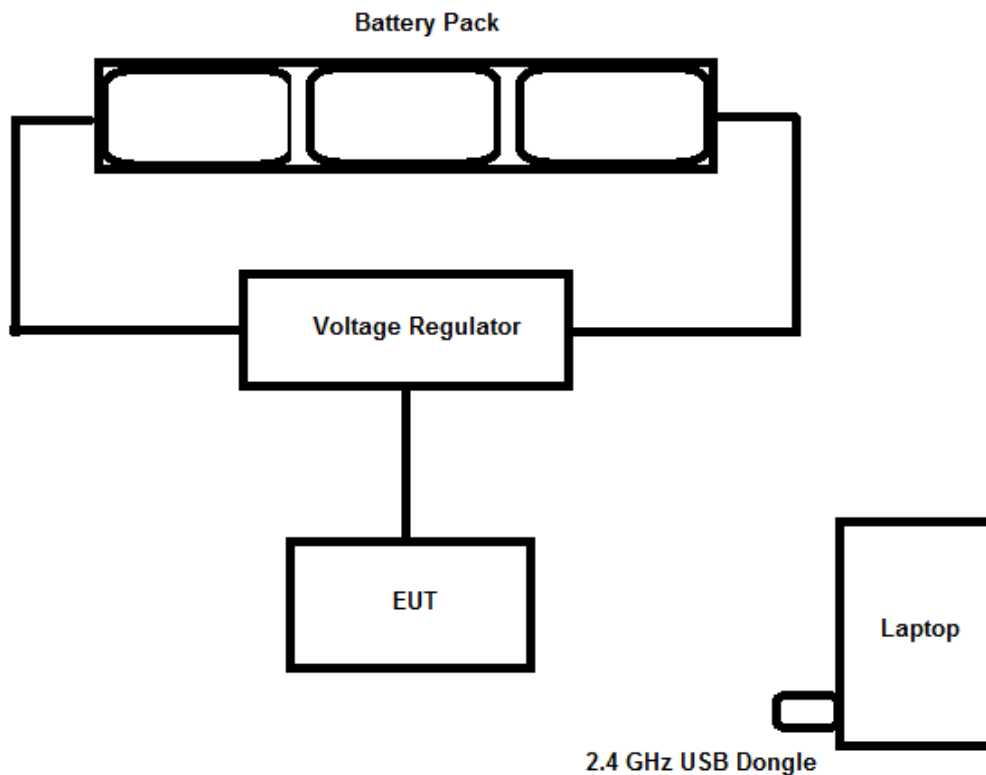 Battery Pack
Voltage Regulator
EUT
Laptop
2.4 GHz USB Dongle